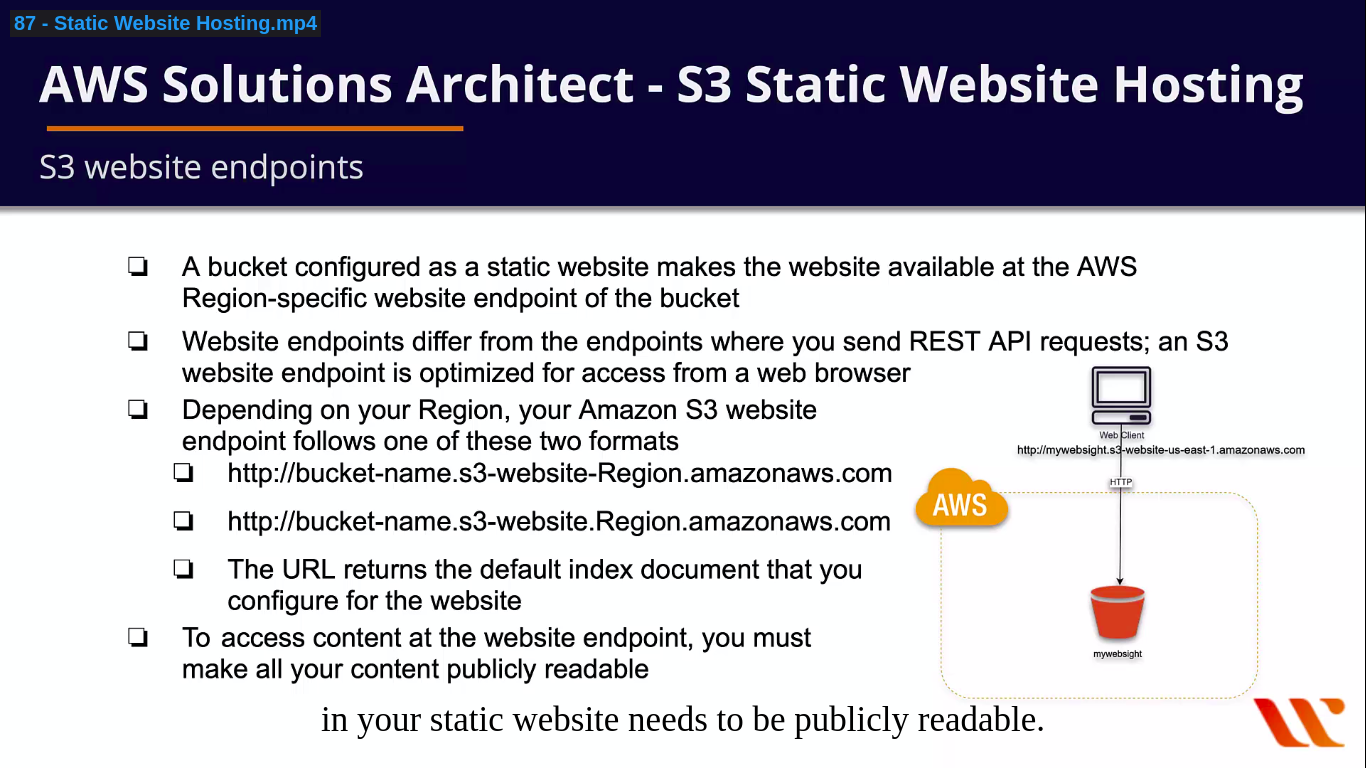 87 - Static Website Hosting.mp4
AWS Solutions Architect - S3 Static Website Hosting
S3 website endpoints
❏ A bucket configured as a static website makes the website available at the AWS
Region-specific website endpoint of the bucket
❏ Website endpoints differ from the endpoints where you send REST API requests; an S3
website endpoint is optimized for access from a web browser
❏ Depending on your Region, your Amazon S3 website
endpoint follows one of these two formats
❏ http://bucket-name.s3-website-Region.amazonaws.com
❏ http://bucket-name.s3-website.Region.amazonaws.com
❏ The URL returns the default index document that you
configure for the website
❏ To access content at the website endpoint, you must
make all your content publicly readable
Web Client
http://mywebsight.s3-website-us-east-1.amazonaws.com
HTTP
AWS
mywebsight
in your static website needs to be publicly readable.